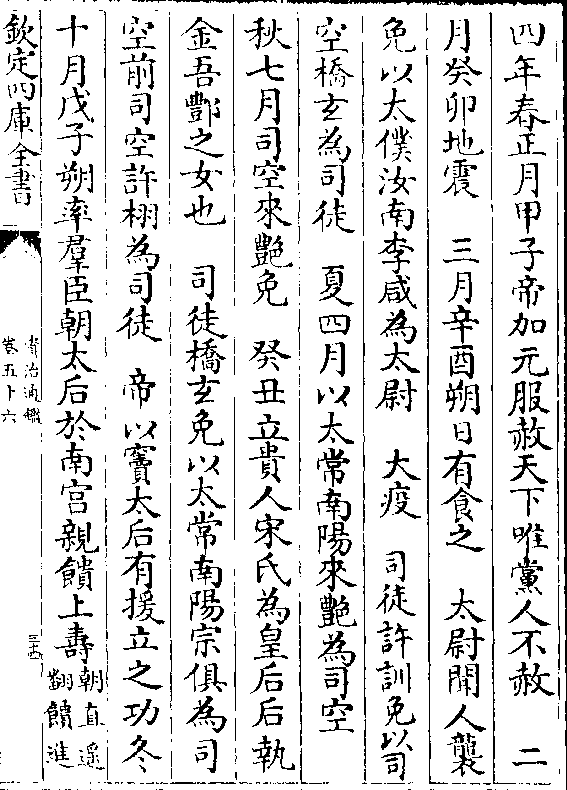 四年春正月甲子帝加元服赦天下唯黨人不赦　二
月癸卯地震　三月辛酉朔日有食之　太尉聞人襲
免以太僕汝南李咸為太尉　大疫　司徒許訓免以司
空橋𤣥為司徒　夏四月以太常南陽來豔為司空
秋七月司空來豔免　癸丑立貴人宋氏為皇后后執
金吾酆之女也　司徒橋𤣥免以太常南陽宗俱為司
空前司空許栩為司徒　帝以竇太后有援立之功冬
十月戊子朔率羣臣朝太后於南宮親饋上壽朝直遥
翻饋進
欽定四庫全書
資治通鑑
卷五十六